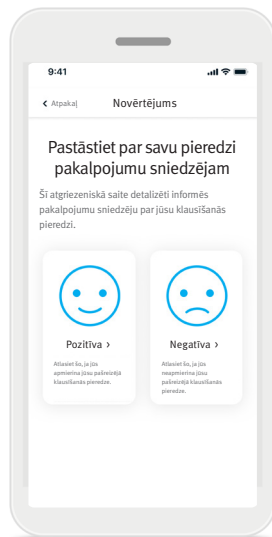 9:41
Atpakaļ Novērtējums
Pastāstiet par savu pieredzi
pakalpojumu sniedzējam
Šī atgriezeniskā saite detalizēti informēs
pakalpojumu sniedzēju par jūsu klausīšanās
pieredzi.
Pozitīva ›
Atlasiet šo, ja jūs
apmierina jūsu pašreizējā
klausīšanās pieredze.
Negatīva ›
Atlasiet šo, ja jūs
neapmierina jūsu
pašreizējā klausīšanās
pieredze.